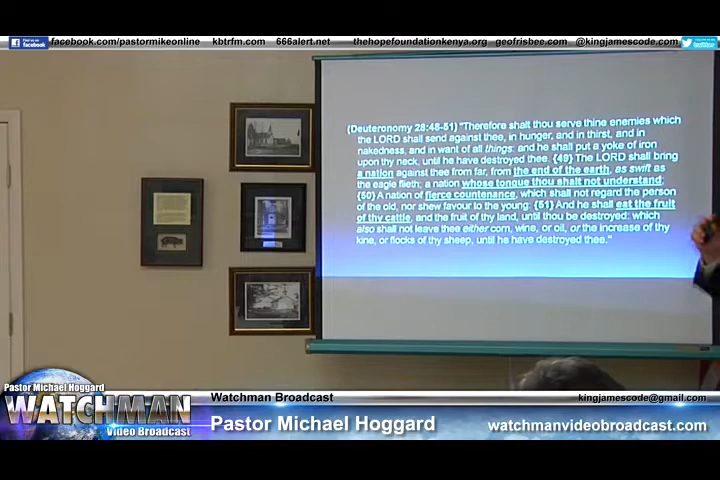 Find us on facebook
facebook.com/pastormikeonline kbtrfm.com 666alert.net thehopefoundationkenya.org geofrisbee.com @kingjamescode
(Deuteronomy 28:48-51) "Therefore shalt thou serve thine enemies which
the LORD shall send against thee, in hunger, and in thirst, and in
nakedness, and in want of all things: and he shall put a yoke of iron
upon thy neck, until he have destroyed thee. {49} The LORD shall bring
a nation against thee from far, from the end of the earth, as swift as
the eagle flieth; a nation whose tongue thou shalt not understand;
{50} A nation of fierce countenance, which shall not regard the person
of the old, nor shew favour to the young: {51} And he shall eat the fruit
of thy cattle, and the fruit of thy land, until thou be destroyed: which
also shall not leave thee either corn, wine, or oil, or the increase of thy
kine, or flocks of thy sheep, until he have destroyed thee."
Pastor Michael Hoggard
WATCHMAN
Video Broadcast
Watchman Broadcast
kingjamescode@gmail.com
Pastor Michael Hoggard
watchmanvideobroadcast.com